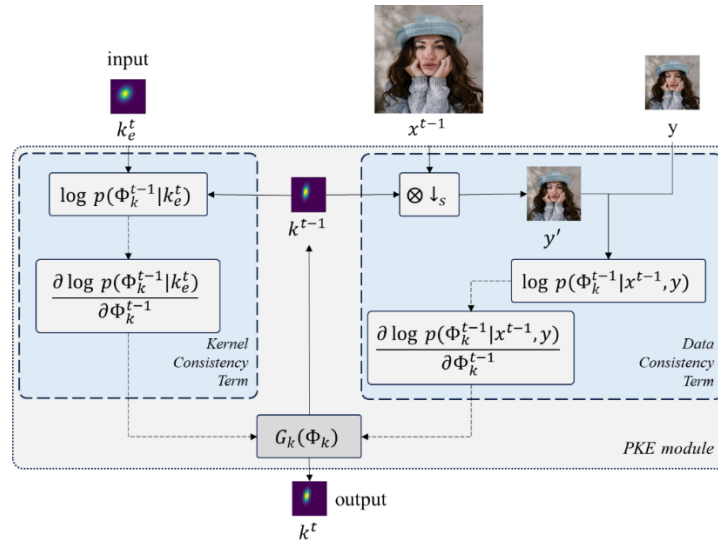 input
k_e^t
x^{t-1}
y
log p(Φ_k^{t-1}|k_e^t)
k^{t-1}
⊗ ↓_s
y′
∂ log p(Φ_k^{t-1}|k_e^t)
∂Φ_k^{t-1}
log p(Φ_k^{t-1}|x^{t-1}, y)
∂ log p(Φ_k^{t-1}|x^{t-1}, y)
∂Φ_k^{t-1}
Kernel
Consistency
Term
Data
Consistency
Term
G_k(Φ_k)
PKE module
output
k^t